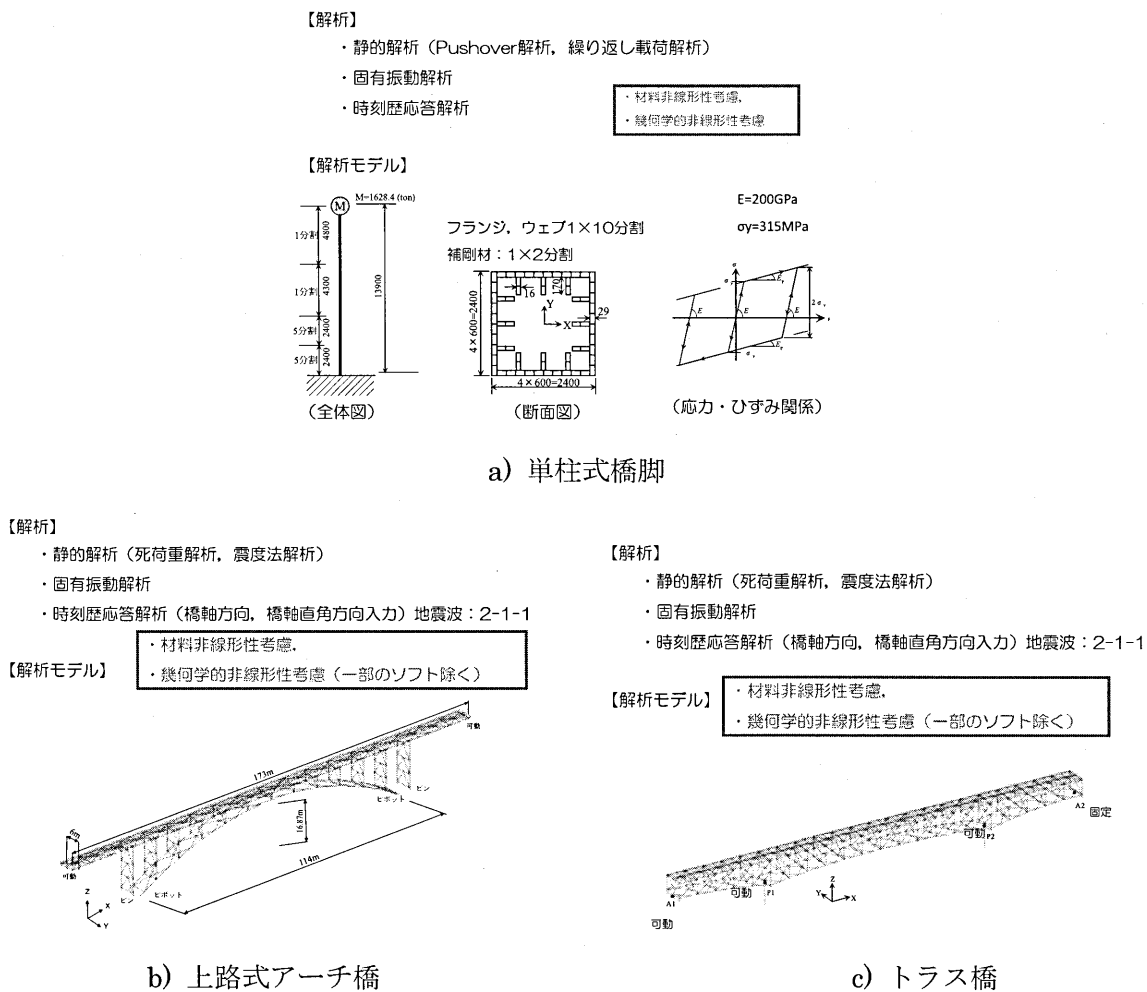 【解析】
・静的解析（Pushover解析，繰り返し載荷解析）
・固有振動解析
・時刻歴応答解析
・材料非線形性考慮,
・幾何学的非線形性考慮
【解析モデル】
M=1628.4 (ton)
M
1分割
4800
1分割
4300
5分割
2400
5分割
2400
13900
（全体図）
フランジ，ウェブ1×10分割
補剛材：1×2分割
16
170
29
Y
X
4×600=2400
4×600=2400
（断面図）
E=200GPa
σy=315MPa
E
E
E
（応力・ひずみ関係）
a) 単柱式橋脚
【解析】
・静的解析（死荷重解析，震度法解析）
・固有振動解析
・時刻歴応答解析（橋軸方向，橋軸直角方向入力）地震波：2-1-1
・材料非線形性考慮,
・幾何学的非線形性考慮（一部のソフト除く）
【解析モデル】
173m
可動
ピン
ピボット
16.87m
114m
6m
可動
ピン
ピボット
Z
X
Y
b) 上路式アーチ橋
【解析】
・静的解析（死荷重解析，震度法解析）
・固有振動解析
・時刻歴応答解析（橋軸方向，橋軸直角方向入力）地震波：2-1-1
【解析モデル】
・材料非線形性考慮,
・幾何学的非線形性考慮（一部のソフト除く）
A2
固定
可動
P2
可動
P1
A1
可動
Z
Y
X
c) トラス橋